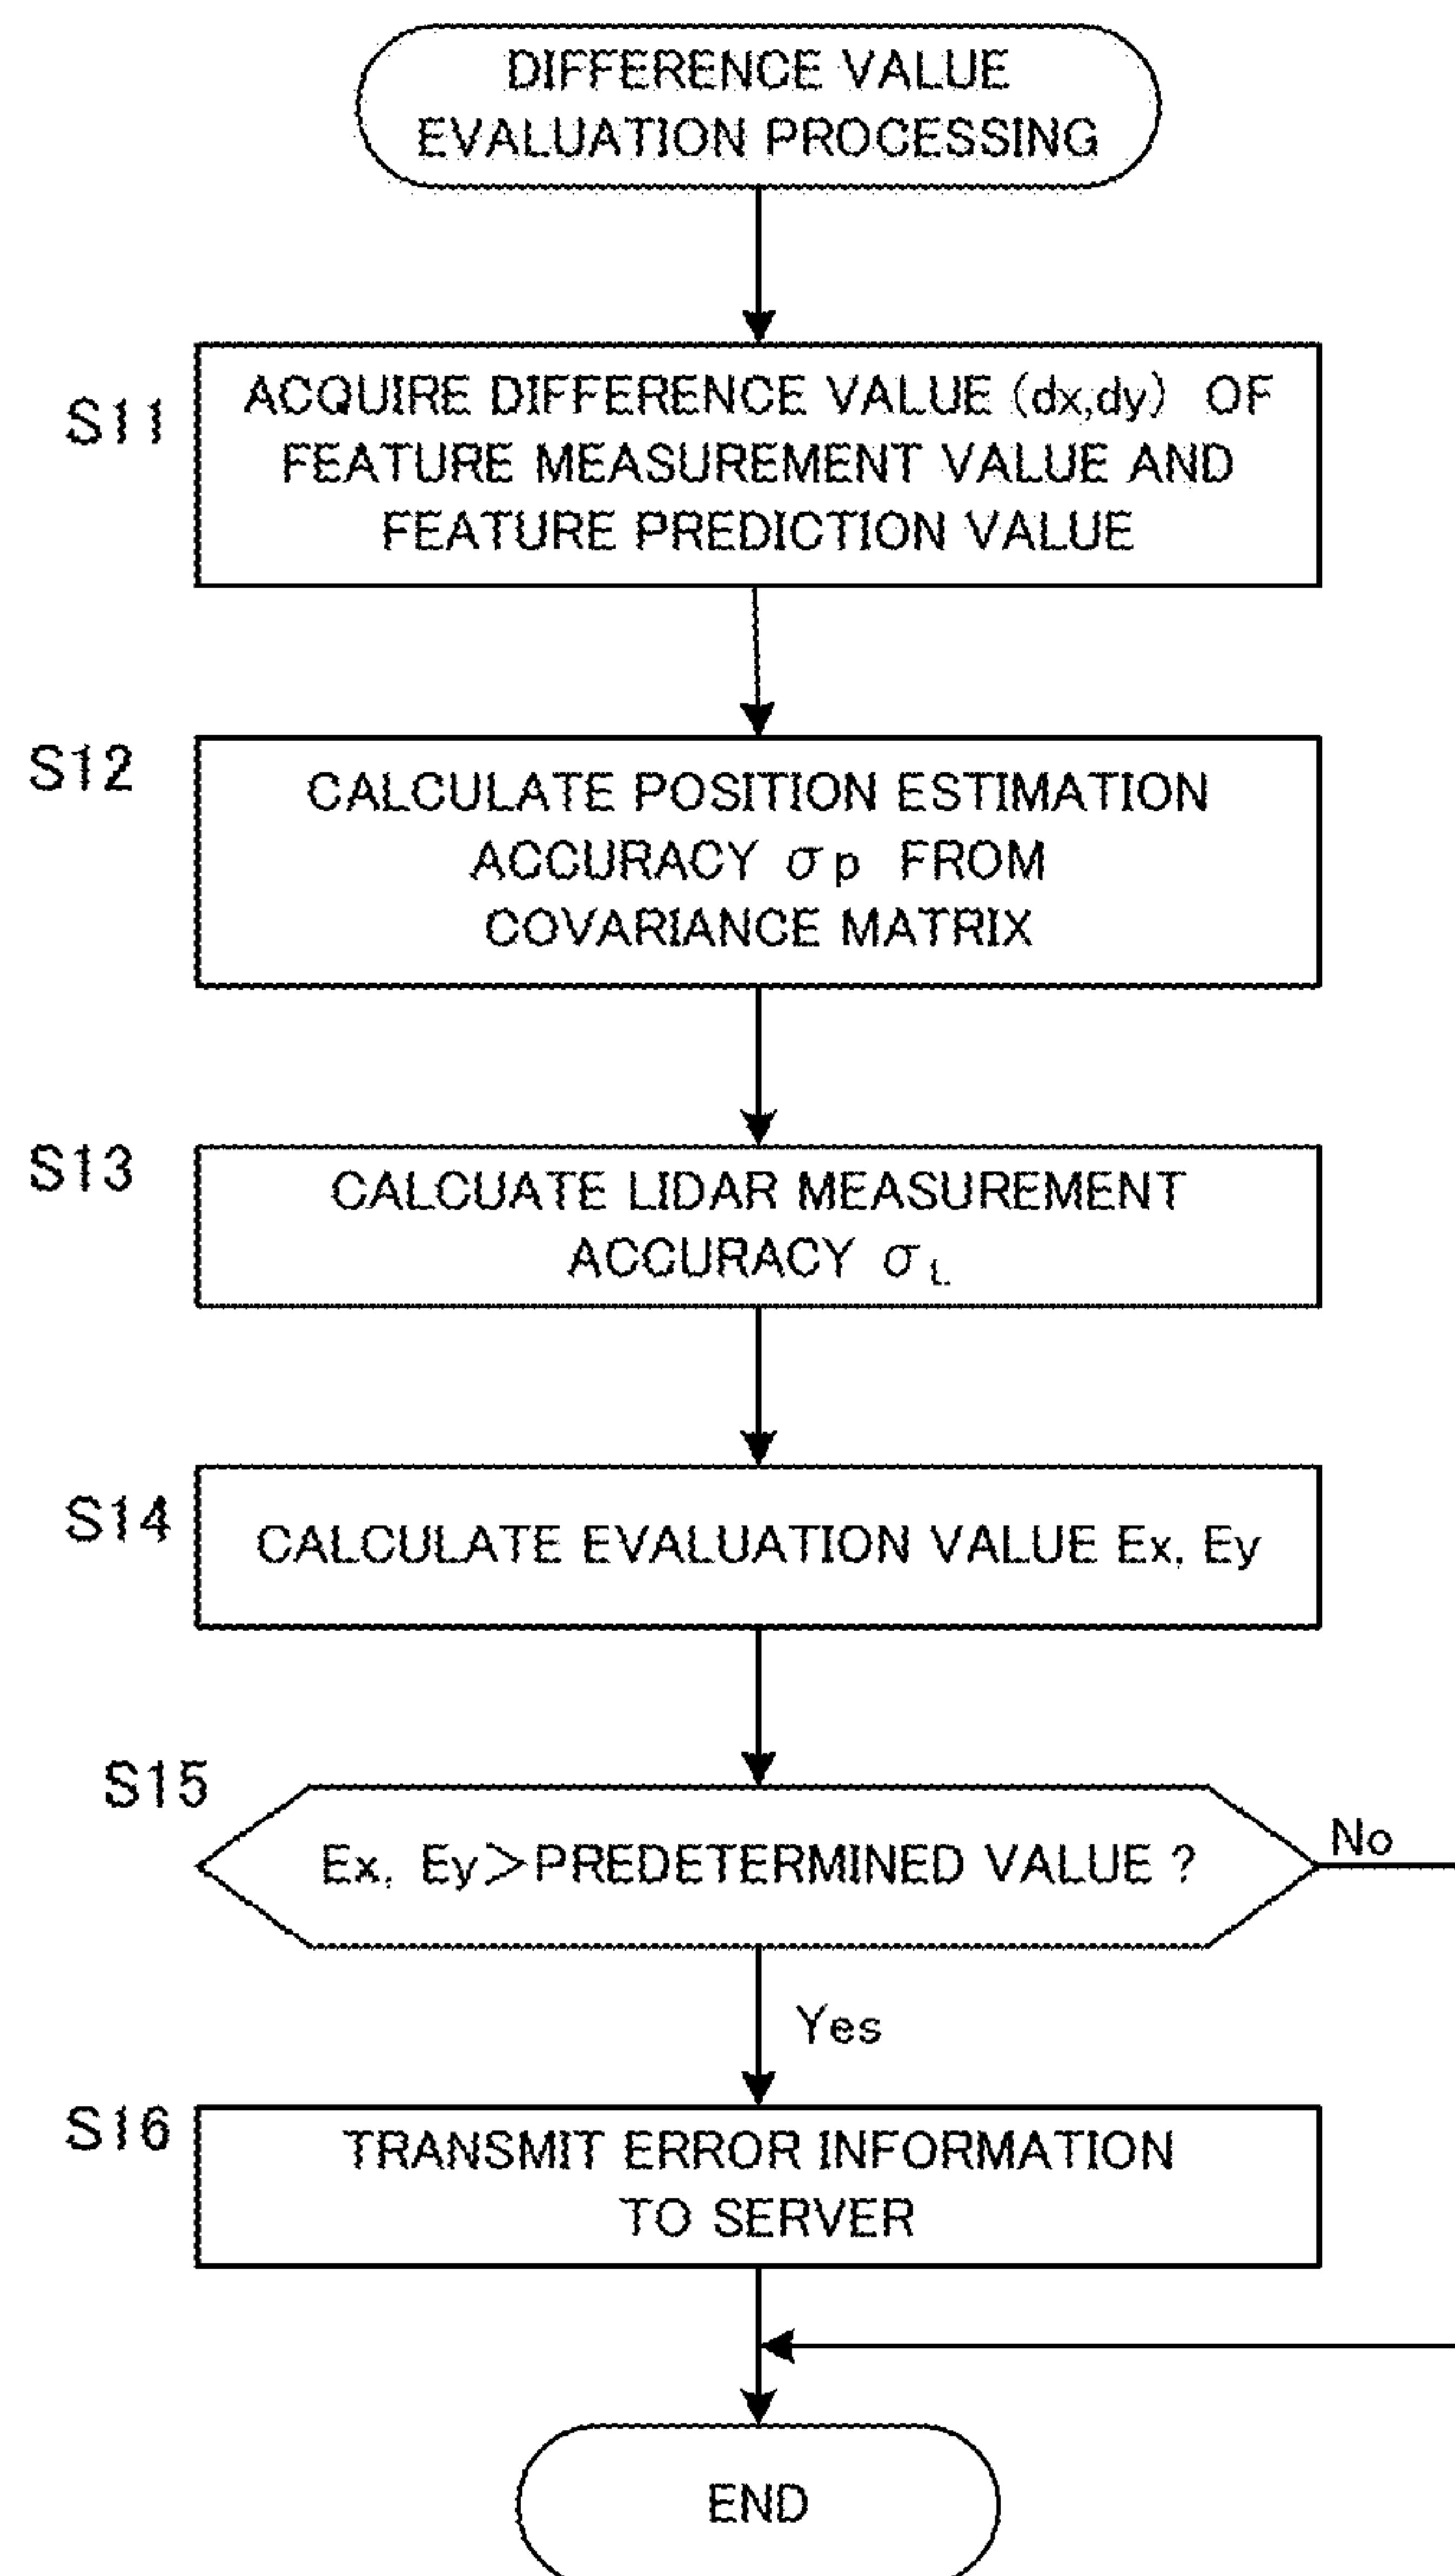 DIFFERENCE VALUE
EVALUATION PROCESSING
S11
ACQUIRE DIFFERENCE VALUE (dx,dy) OF
FEATURE MEASUREMENT VALUE AND
FEATURE PREDICTION VALUE
S12
CALCULATE POSITION ESTIMATION
ACCURACY σp FROM
COVARIANCE MATRIX
S13
CALCUATE LIDAR MEASUREMENT
ACCURACY σL
S14
CALCULATE EVALUATION VALUE Ex, Ey
S15
Ex, Ey>PREDETERMINED VALUE ?
No
Yes
S16
TRANSMIT ERROR INFORMATION
TO SERVER
END